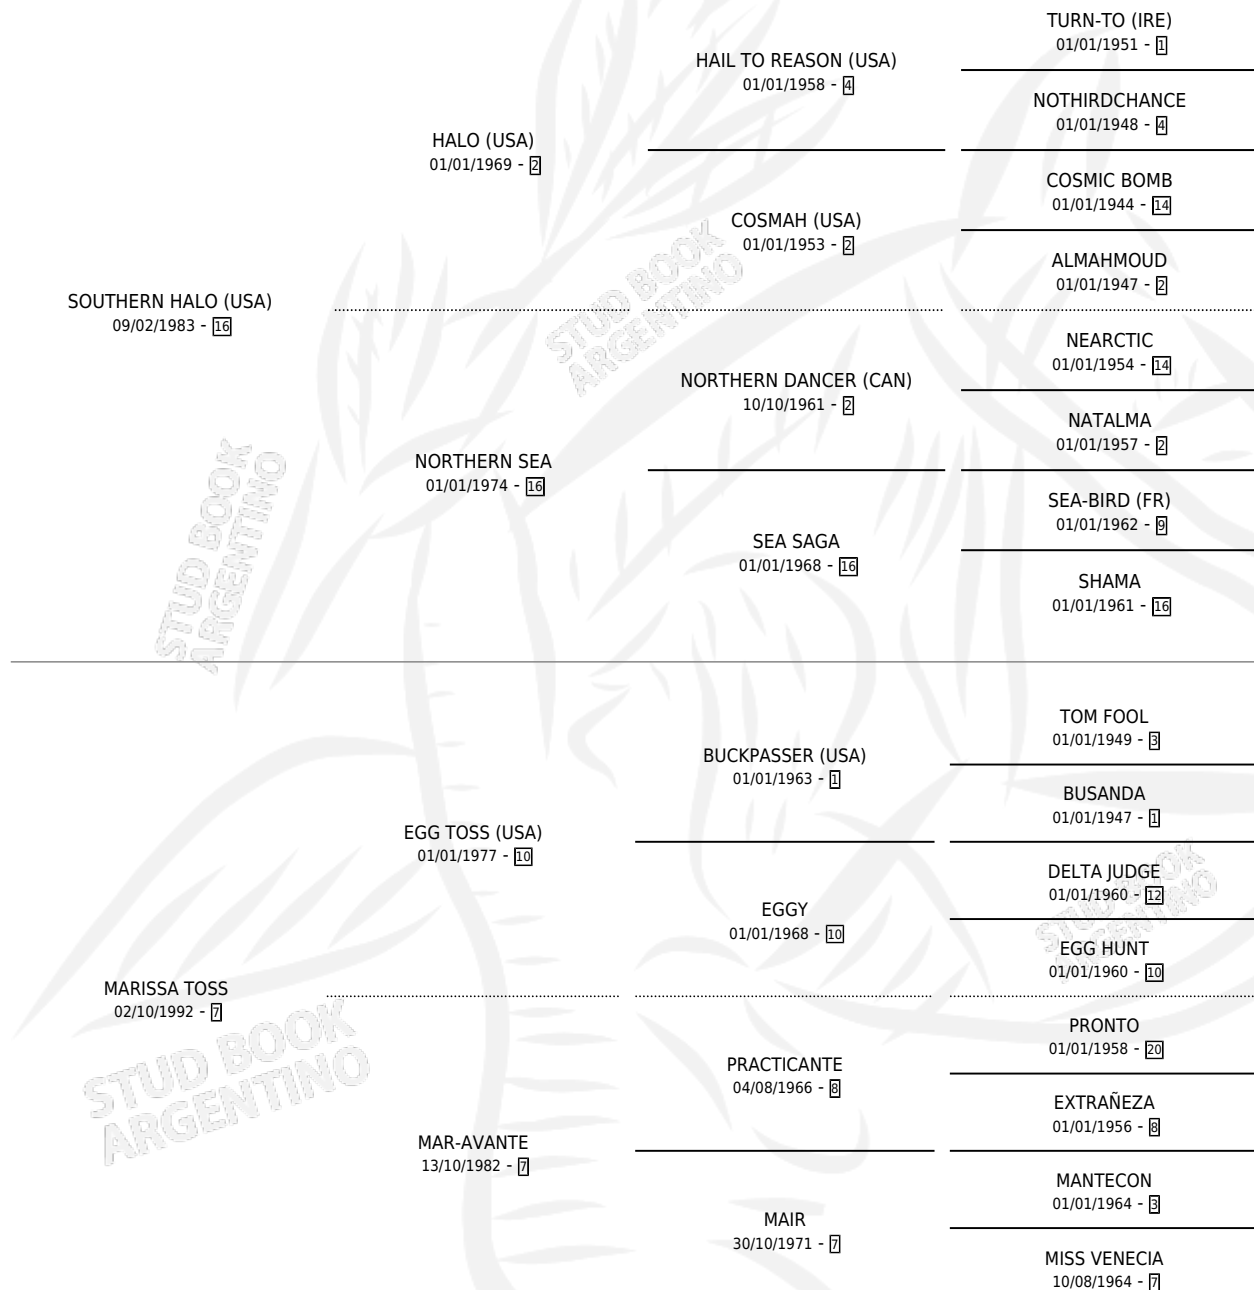 TURN-TO (IRE)
01/01/1951 - 1
HAIL TO REASON (USA)
01/01/1958 - 4
NOTHIRDCHANCE
01/01/1948 - 4
HALO (USA)
01/01/1969 - 2
COSMIC BOMB
01/01/1944 - 14
COSMAH (USA)
01/01/1953 - 2
ALMAHMOUD
01/01/1947 - 2
SOUTHERN HALO (USA)
09/02/1983 - 16
NEARCTIC
01/01/1954 - 14
NORTHERN DANCER (CAN)
10/10/1961 - 2
NATALMA
01/01/1957 - 2
NORTHERN SEA
01/01/1974 - 16
SEA-BIRD (FR)
01/01/1962 - 9
SEA SAGA
01/01/1968 - 16
SHAMA
01/01/1961 - 16
TOM FOOL
01/01/1949 - 3
BUCKPASSER (USA)
01/01/1963 - 1
BUSANDA
01/01/1947 - 1
EGG TOSS (USA)
01/01/1977 - 10
DELTA JUDGE
01/01/1960 - 12
EGGY
01/01/1968 - 10
EGG HUNT
01/01/1960 - 10
MARISSA TOSS
02/10/1992 - 7
PRONTO
01/01/1958 - 20
PRACTICANTE
04/08/1966 - 8
EXTRAÑEZA
01/01/1956 - 8
MAR-AVANTE
13/10/1982 - 7
MANTECON
01/01/1964 - 3
MAIR
30/10/1971 - 7
MISS VENECIA
10/08/1964 - 7
STUD BOOK
ARGENTINO
STUD BOOK
ARGENTINO
STUD BOOK
ARGENTINO
STUD BOOK
ARGENTINO